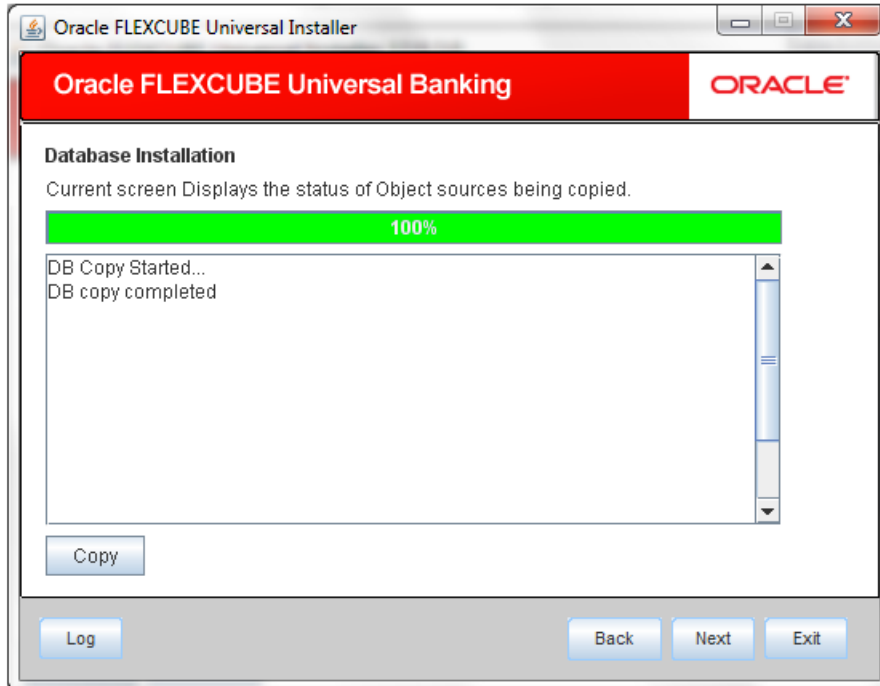 Oracle FLEXCUBE Universal Installer
Oracle FLEXCUBE Universal Banking
ORACLE
Database Installation
Current screen Displays the status of Object sources being copied.
100%
DB Copy Started...
DB copy completed
Copy
Log Back Next Exit